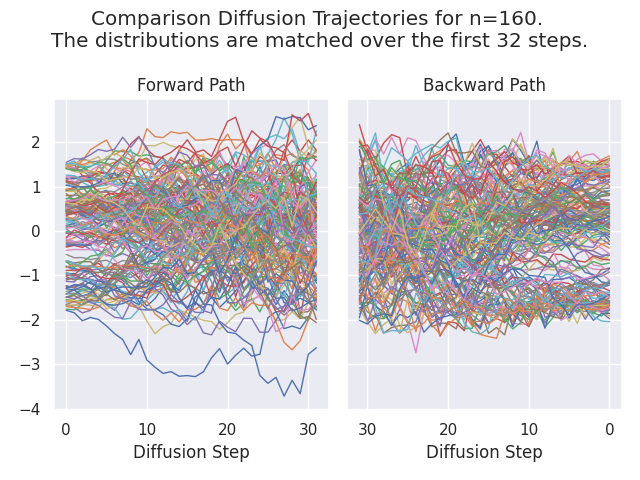 Comparison Diffusion Trajectories for n=160.
The distributions are matched over the first 32 steps.
Forward Path
Backward Path
2
1
0
−1
−2
−3
−4
0 10 20 30
30 20 10 0
Diffusion Step
Diffusion Step